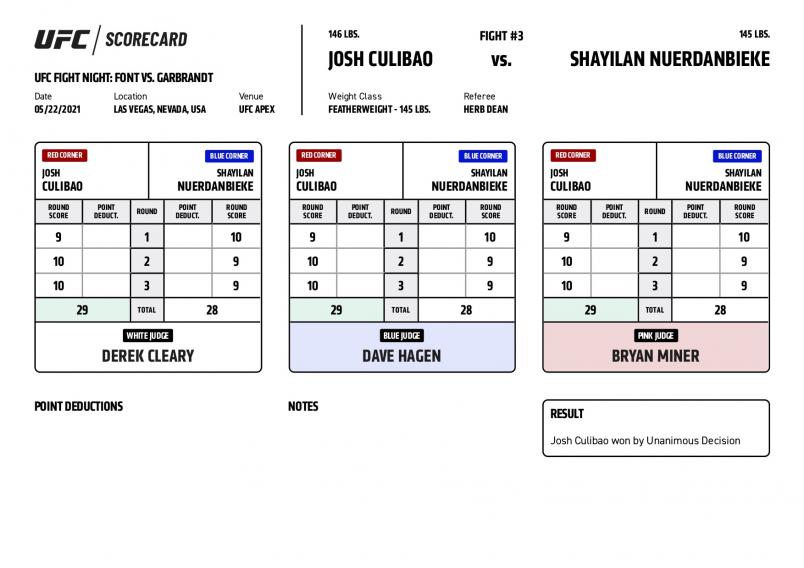 UFC / SCORECARD
UFC FIGHT NIGHT: FONT VS. GARBRANDT
Date Location Venue
05/22/2021 LAS VEGAS, NEVADA, USA UFC APEX
146 LBS. FIGHT #3 145 LBS.
JOSH CULIBAO vs. SHAYILAN NUERDANBIEKE
Weight Class Referee
FEATHERWEIGHT - 145 LBS. HERB DEAN
RED CORNER BLUE CORNER
JOSH SHAYILAN
CULIBAO NUERDANBIEKE
ROUND POINT ROUND POINT ROUND
SCORE DEDUCT. DEDUCT. SCORE
9 1 10
10 2 9
10 3 9
29 TOTAL 28
WHITE JUDGE
DEREK CLEARY
RED CORNER BLUE CORNER
JOSH SHAYILAN
CULIBAO NUERDANBIEKE
ROUND POINT ROUND POINT ROUND
SCORE DEDUCT. DEDUCT. SCORE
9 1 10
10 2 9
10 3 9
29 TOTAL 28
BLUE JUDGE
DAVE HAGEN
RED CORNER BLUE CORNER
JOSH SHAYILAN
CULIBAO NUERDANBIEKE
ROUND POINT ROUND POINT ROUND
SCORE DEDUCT. DEDUCT. SCORE
9 1 10
10 2 9
10 3 9
29 TOTAL 28
PINK JUDGE
BRYAN MINER
POINT DEDUCTIONS
NOTES
RESULT
Josh Culibao won by Unanimous Decision